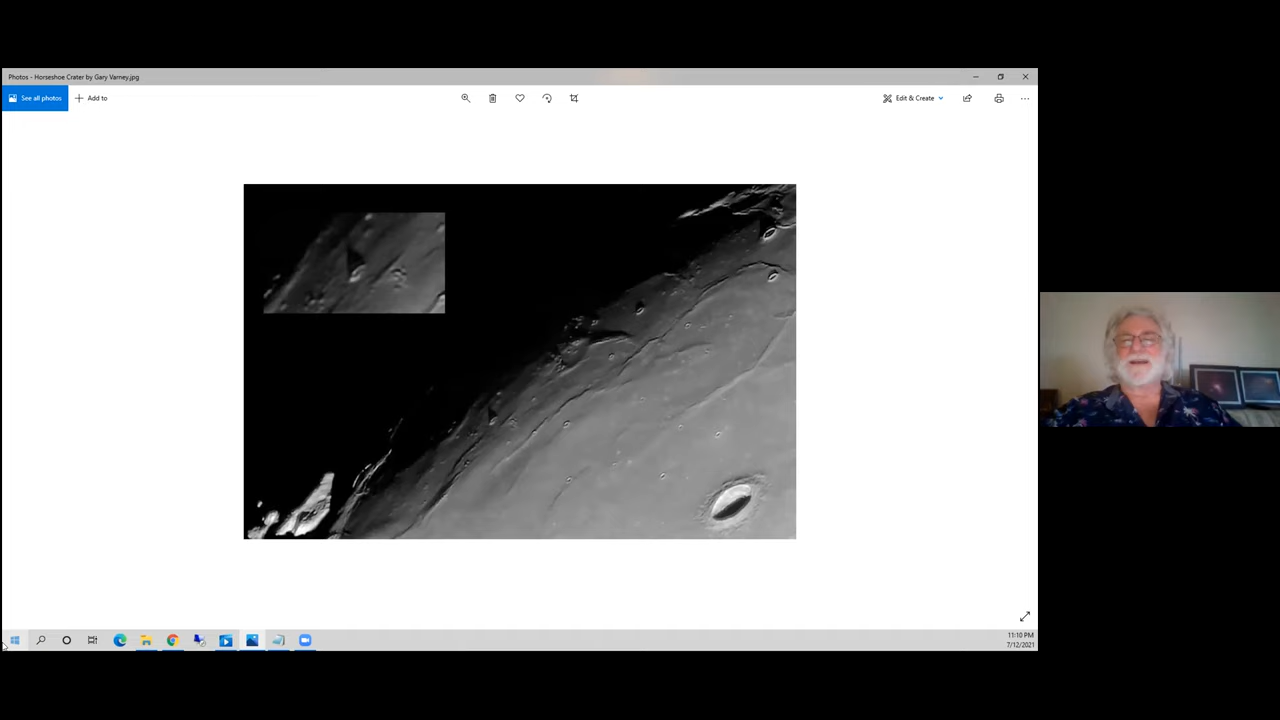 Photos - Horseshoe Crater by Gary Varney.jpg
See all photos
Add to
Edit & Create
11:10 PM
7/12/2021